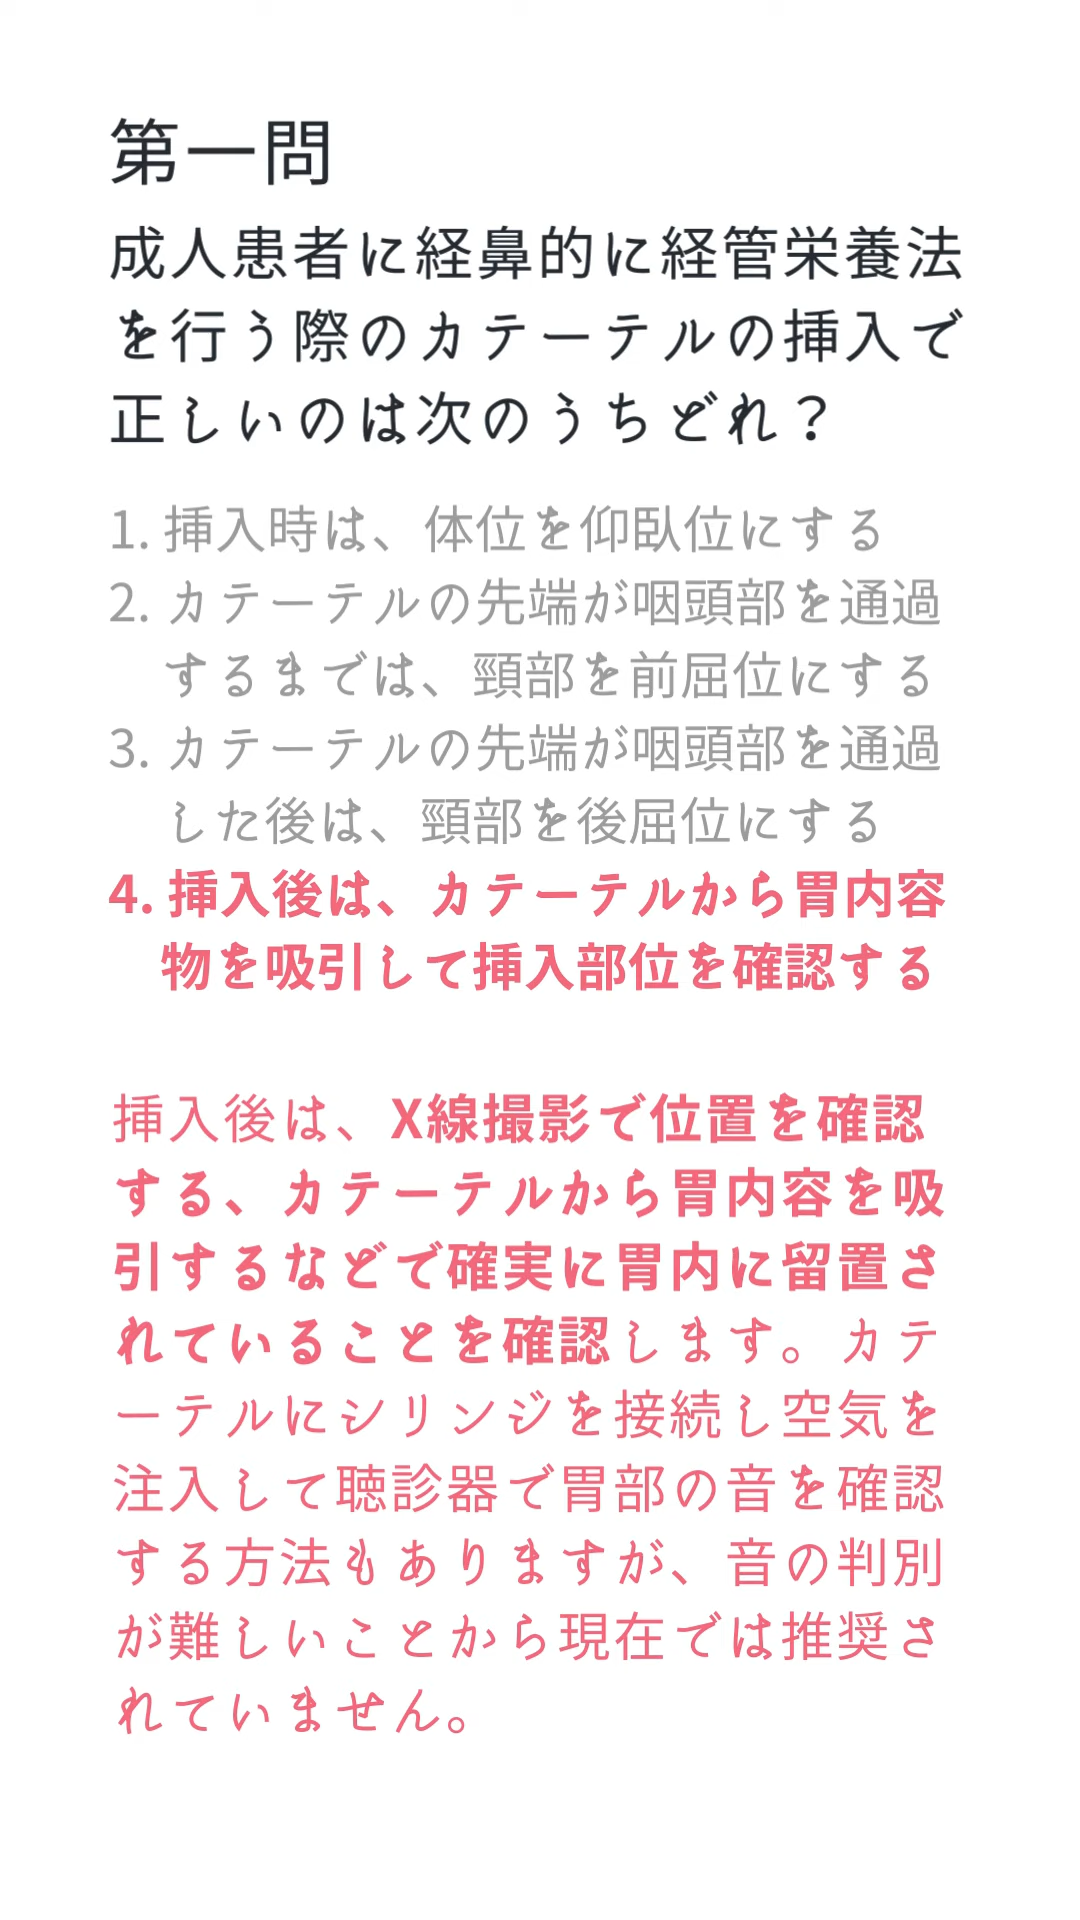 第一問
成人患者に経鼻的に経管栄養法
を行う際のカテーテルの挿入で
正しいのは次のうちどれ？
1. 挿入時は、体位を仰臥位にする
2. カテーテルの先端が咽頭部を通過
するまでは、頸部を前屈位にする
3. カテーテルの先端が咽頭部を通過
した後は、頸部を後屈位にする
4. 挿入後は、カテーテルから胃内容
物を吸引して挿入部位を確認する
挿入後は、X線撮影で位置を確認
する、カテーテルから胃内容を吸
引するなどで確実に胃内に留置さ
れていることを確認します。カテ
ーテルにシリンジを接続し空気を
注入して聴診器で胃部の音を確認
する方法もありますが、音の判別
が難しいことから現在では推奨さ
れていません。